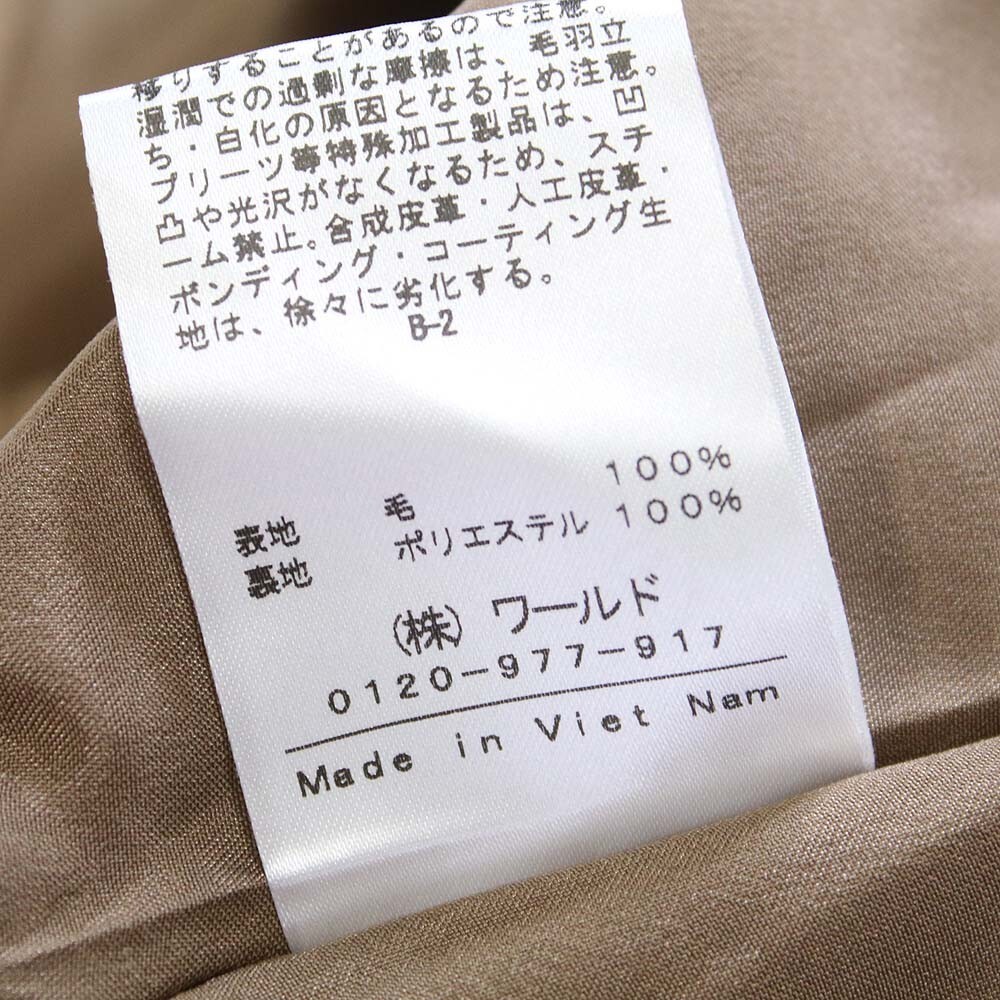 移りすることがあるので注意。
湿潤での過剰な摩擦は、毛羽立
ち・白化の原因となるため注意。
プリーツ等特殊加工製品は、凹
凸や光沢がなくなるため、スチ
ーム禁止。合成皮革・人工皮革・
ボンディング・コーティング生
地は、徐々に劣化する。
B-2
表地 毛 100%
裏地 ポリエステル 100%
(株) ワールド
0120-977-917
Made in Viet Nam